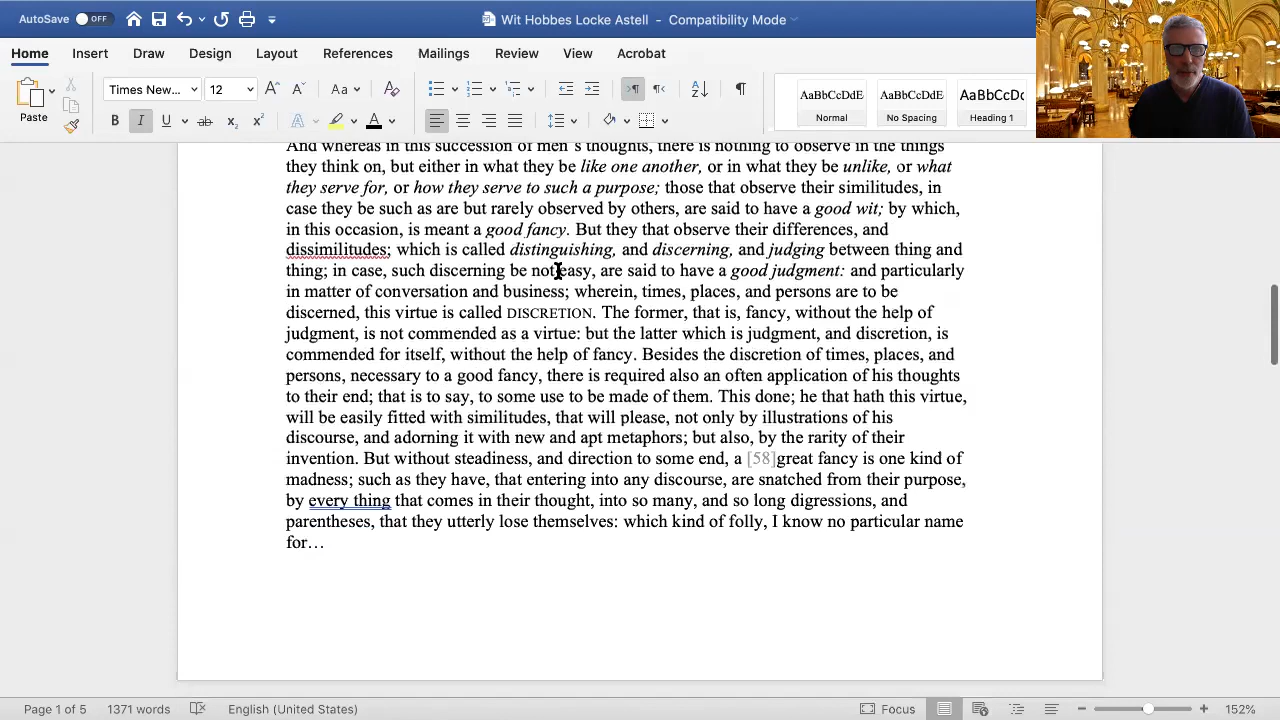 AutoSave OFF
Wit Hobbes Locke Astell - Compatibility Mode
Home Insert Draw Design Layout References Mailings Review View Acrobat
Paste
Times New... 12
Aa
AaBbCcDdE AaBbCcDdE AaBbCcDc
Normal No Spacing Heading 1
And whereas in this succession of men's thoughts, there is nothing to observe in the things
they think on, but either in what they be like one another, or in what they be unlike, or what
they serve for, or how they serve to such a purpose; those that observe their similitudes, in
case they be such as are but rarely observed by others, are said to have a good wit; by which,
in this occasion, is meant a good fancy. But they that observe their differences, and
dissimilitudes; which is called distinguishing, and discerning, and judging between thing and
thing; in case, such discerning be not easy, are said to have a good judgment: and particularly
in matter of conversation and business; wherein, times, places, and persons are to be
discerned, this virtue is called DISCRETION. The former, that is, fancy, without the help of
judgment, is not commended as a virtue: but the latter which is judgment, and discretion, is
commended for itself, without the help of fancy. Besides the discretion of times, places, and
persons, necessary to a good fancy, there is required also an often application of his thoughts
to their end; that is to say, to some use to be made of them. This done; he that hath this virtue,
will be easily fitted with similitudes, that will please, not only by illustrations of his
discourse, and adorning it with new and apt metaphors; but also, by the rarity of their
invention. But without steadiness, and direction to some end, a [58]great fancy is one kind of
madness; such as they have, that entering into any discourse, are snatched from their purpose,
by every thing that comes in their thought, into so many, and so long digressions, and
parentheses, that they utterly lose themselves: which kind of folly, I know no particular name
for…
Page 1 of 5 1371 words English (United States) Focus 152%